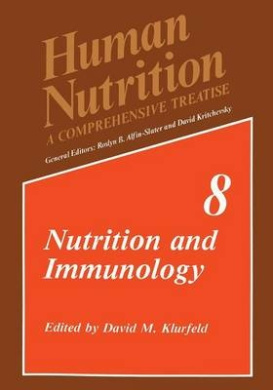 Human
Nutrition
A COMPREHENSIVE TREATISE
General Editors: Roslyn B. Alfin-Slater and David Kritchevsky
8
Nutrition and
Immunology
Edited by David M. Klurfeld